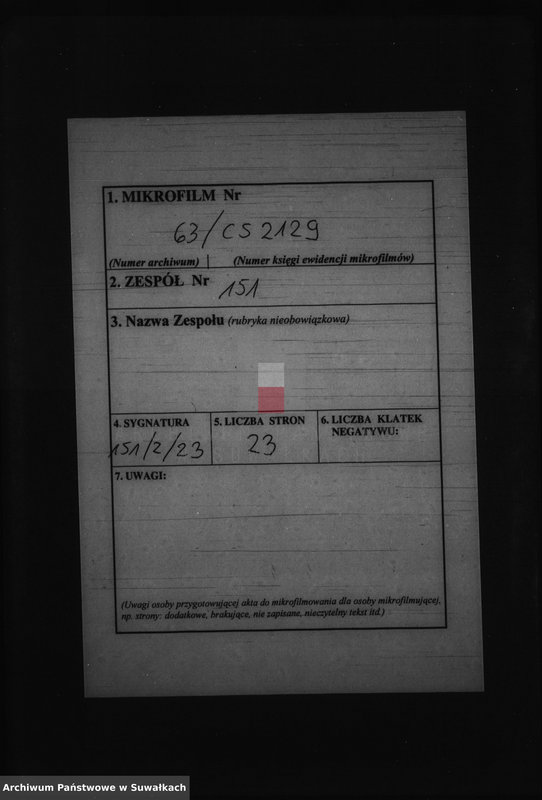 1. MIKROFILM Nr
63/CS2129
(Numer archiwum) | (Numer księgi ewidencji mikrofilmów)
2. ZESPÓŁ Nr 151
3. Nazwa Zespołu (rubryka nieobowiązkowa)
4. SYGNATURA
151/2/23
5. LICZBA STRON
23
6. LICZBA KLATEK
NEGATYWU:
7. UWAGI:
(Uwagi osoby przygotowującej akta do mikrofilmowania dla osoby mikrofilmującej,
np. strony: dodatkowe, brakujące, nie zapisane, nieczytelny tekst itd.)
Archiwum Państwowe w Suwałkach